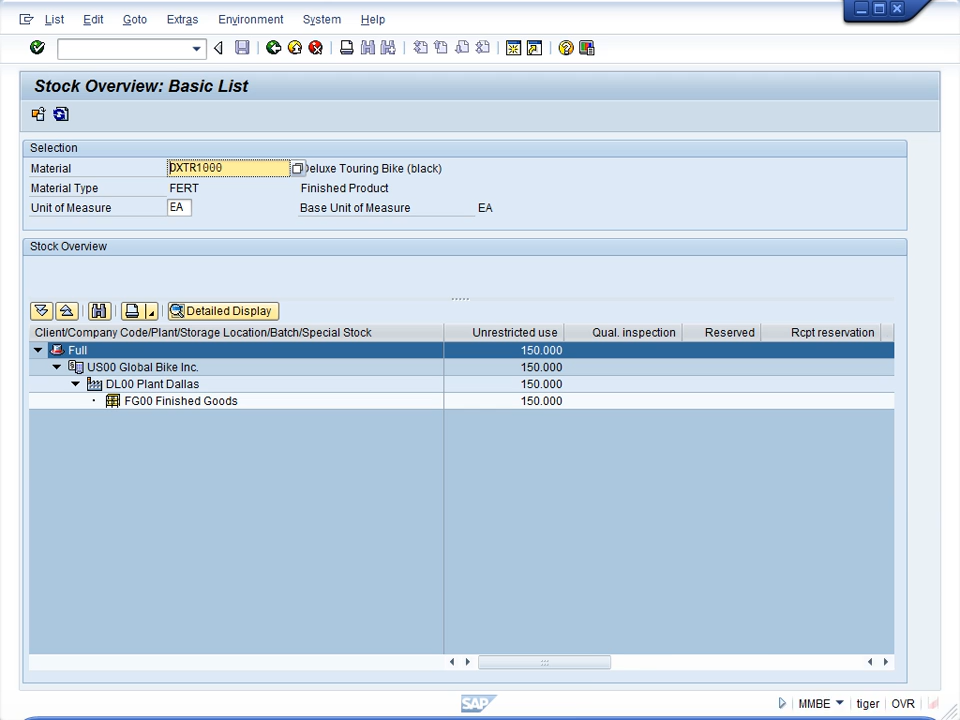 List Edit Goto Extras Environment System Help
Stock Overview: Basic List
Selection
Material DXTR1000 Deluxe Touring Bike (black)
Material Type FERT Finished Product
Unit of Measure EA Base Unit of Measure EA
Stock Overview
Detailed Display
Client/Company Code/Plant/Storage Location/Batch/Special Stock Unrestricted use Qual. inspection Reserved Rcpt reservation
Full 150.000
US00 Global Bike Inc. 150.000
DL00 Plant Dallas 150.000
FG00 Finished Goods 150.000
SAP MMBE tiger OVR